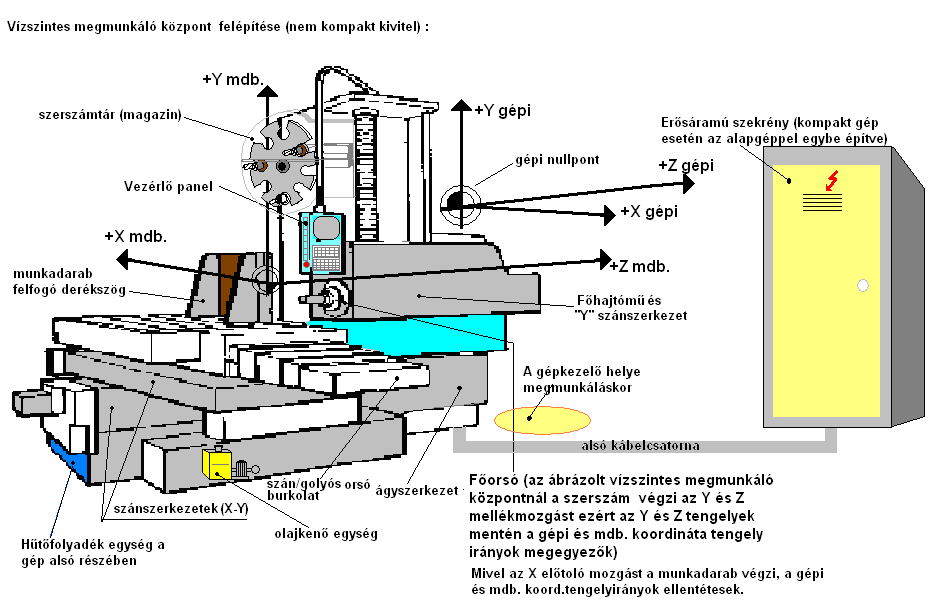 Vízszintes megmunkáló központ felépítése (nem kompakt kivitel) :
+Y mdb.
szerszámtár (magazin)
+Y gépi
Erősáramú szekrény (kompakt gép
esetén az alapgéppel egybe építve)
gépi nullpont
+Z gépi
Vezérlő panel
+X gépi
+X mdb.
+Z mdb.
munkadarab
felfogó derékszög
Főhajtómű és
"Y" szánszerkezet
A gépkezelő helye
megmunkáláskor
alsó kábelcsatorna
szán/golyós orsó
burkolat
ágyszerkezet
szánszerkezetek (X-Y)
olajkenő egység
Hűtőfolyadék egység a
gép alsó részében
Főorsó (az ábrázolt vízszintes megmunkáló
központnál a szerszám végzi az Y és Z
mellékmozgást ezért az Y és Z tengelyek
mentén a gépi és mdb. koordináta tengely
irányok megegyezők)
Mivel az X előtoló mozgást a munkadarab végzi, a gépi
és mdb. koord.tengelyirányok ellentétesek.